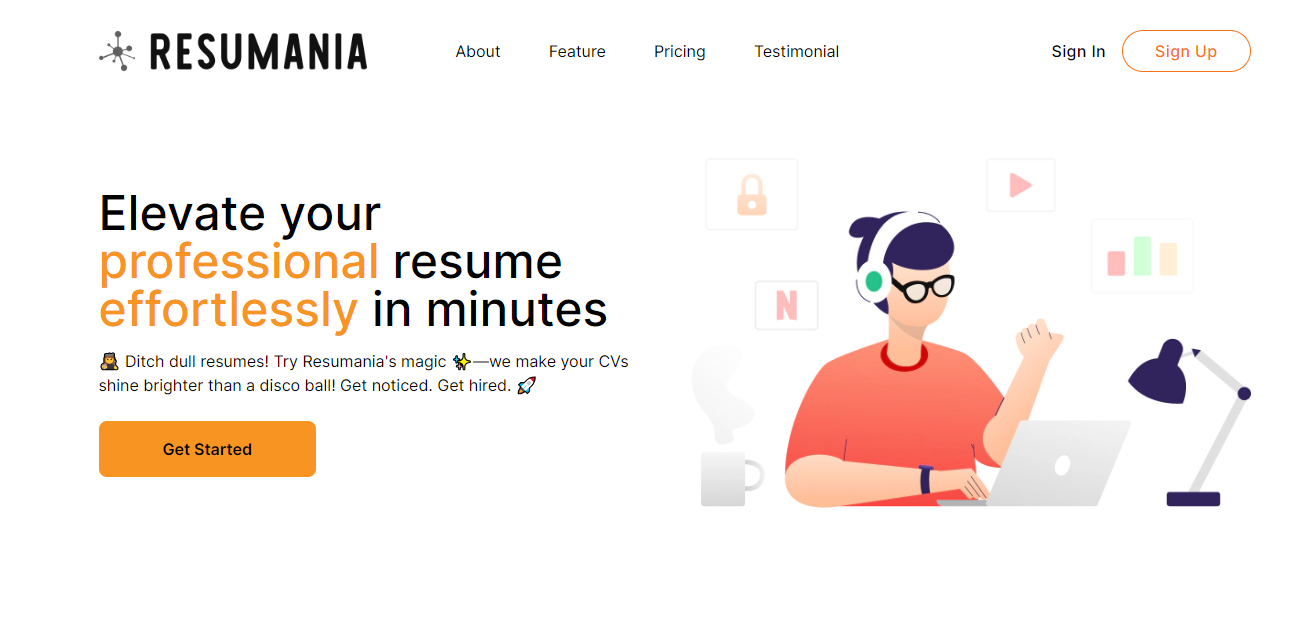 RESUMANIA
About
Feature
Pricing
Testimonial
Sign In
Sign Up
Elevate your
professional resume
effortlessly in minutes
👩‍🎓 Ditch dull resumes! Try Resumania's magic ✨—we make your CVs
shine brighter than a disco ball! Get noticed. Get hired. 🚀
Get Started
N